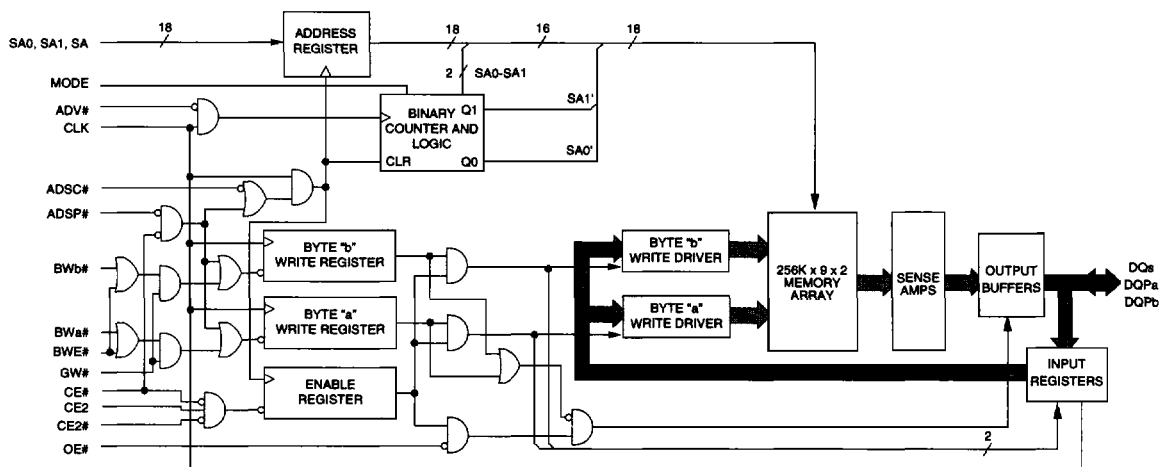 SA0, SA1, SA
18
ADDRESS
REGISTER
18
16
18
2
SA0-SA1
MODE
ADV#
CLK
BINARY
COUNTER AND
LOGIC
Q1
CLR
Q0
SA1'
SA0'
ADSC#
ADSP#
BWb#
BWa#
BWE#
GW#
CE#
CE2
CE2#
OE#
BYTE "b"
WRITE REGISTER
BYTE "a"
WRITE REGISTER
ENABLE
REGISTER
BYTE "b"
WRITE DRIVER
BYTE "a"
WRITE DRIVER
256K x 9 x 2
MEMORY
ARRAY
SENSE
AMPS
OUTPUT
BUFFERS
DQs
DQPa
DQPb
INPUT
REGISTERS
2